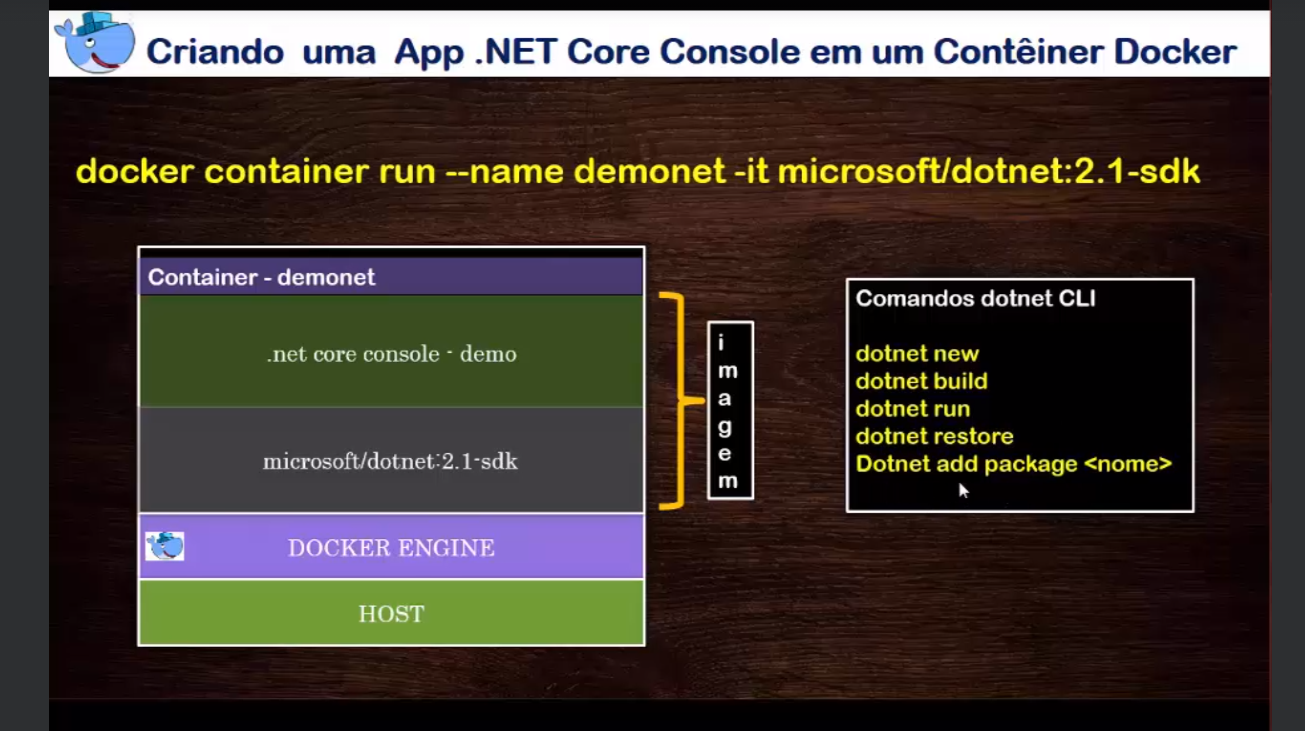 Criando uma App .NET Core Console em um Contêiner Docker
docker container run --name demonet -it microsoft/dotnet:2.1-sdk
Container - demonet
.net core console - demo
microsoft/dotnet:2.1-sdk
DOCKER ENGINE
HOST
i
m
a
g
e
m
Comandos dotnet CLI
dotnet new
dotnet build
dotnet run
dotnet restore
Dotnet add package <nome>